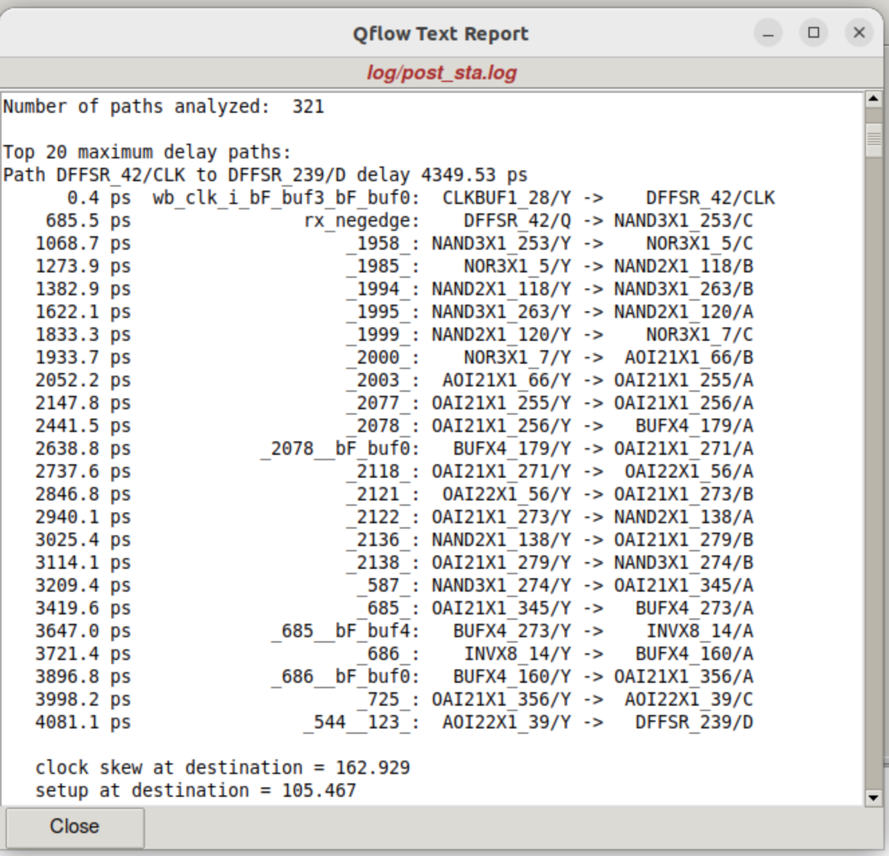 Qflow Text Report
log/post_sta.log
Number of paths analyzed:  321
Top 20 maximum delay paths:
Path DFFSR_42/CLK to DFFSR_239/D delay 4349.53 ps
0.4 ps  wb_clk_i_bF_buf3_bF_buf0:  CLKBUF1_28/Y ->    DFFSR_42/CLK
685.5 ps               rx_negedge:    DFFSR_42/Q -> NAND3X1_253/C
1068.7 ps                   _1958_: NAND3X1_253/Y ->     NOR3X1_5/C
1273.9 ps                   _1985_:    NOR3X1_5/Y -> NAND2X1_118/B
1382.9 ps                   _1994_: NAND2X1_118/Y -> NAND3X1_263/B
1622.1 ps                   _1995_: NAND3X1_263/Y -> NAND2X1_120/A
1833.3 ps                   _1999_: NAND2X1_120/Y ->     NOR3X1_7/C
1933.7 ps                   _2000_:    NOR3X1_7/Y ->  AOI21X1_66/B
2052.2 ps                   _2003_:  AOI21X1_66/Y -> OAI21X1_255/A
2147.8 ps                   _2077_: OAI21X1_255/Y -> OAI21X1_256/A
2441.5 ps                   _2078_: OAI21X1_256/Y ->   BUFX4_179/A
2638.8 ps            _2078__bF_buf0:   BUFX4_179/Y -> OAI21X1_271/A
2737.6 ps                   _2118_: OAI21X1_271/Y ->  OAI22X1_56/A
2846.8 ps                   _2121_:  OAI22X1_56/Y -> OAI21X1_273/B
2940.1 ps                   _2122_: OAI21X1_273/Y -> NAND2X1_138/A
3025.4 ps                   _2136_: NAND2X1_138/Y -> OAI21X1_279/B
3114.1 ps                   _2138_: OAI21X1_279/Y -> NAND3X1_274/B
3209.4 ps                    _587_: NAND3X1_274/Y -> OAI21X1_345/A
3419.6 ps                    _685_: OAI21X1_345/Y ->   BUFX4_273/A
3647.0 ps             _685__bF_buf4:   BUFX4_273/Y ->    INVX8_14/A
3721.4 ps                    _686_:    INVX8_14/Y ->   BUFX4_160/A
3896.8 ps             _686__bF_buf0:   BUFX4_160/Y -> OAI21X1_356/A
3998.2 ps                    _725_: OAI21X1_356/Y ->  AOI22X1_39/C
4081.1 ps               _544__123_:  AOI22X1_39/Y ->   DFFSR_239/D
clock skew at destination = 162.929
setup at destination = 105.467
Close